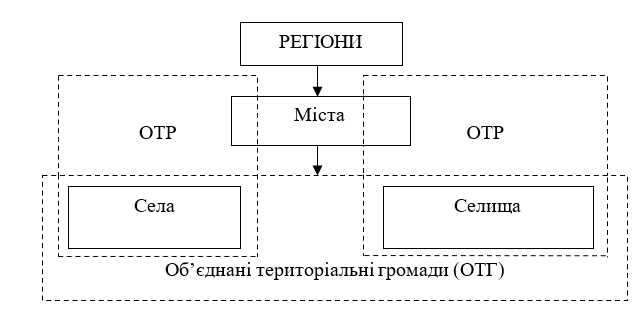 РЕГІОНИ
Міста
ОТР
ОТР
Села
Селища
Об’єднані територіальні громади (ОТГ)